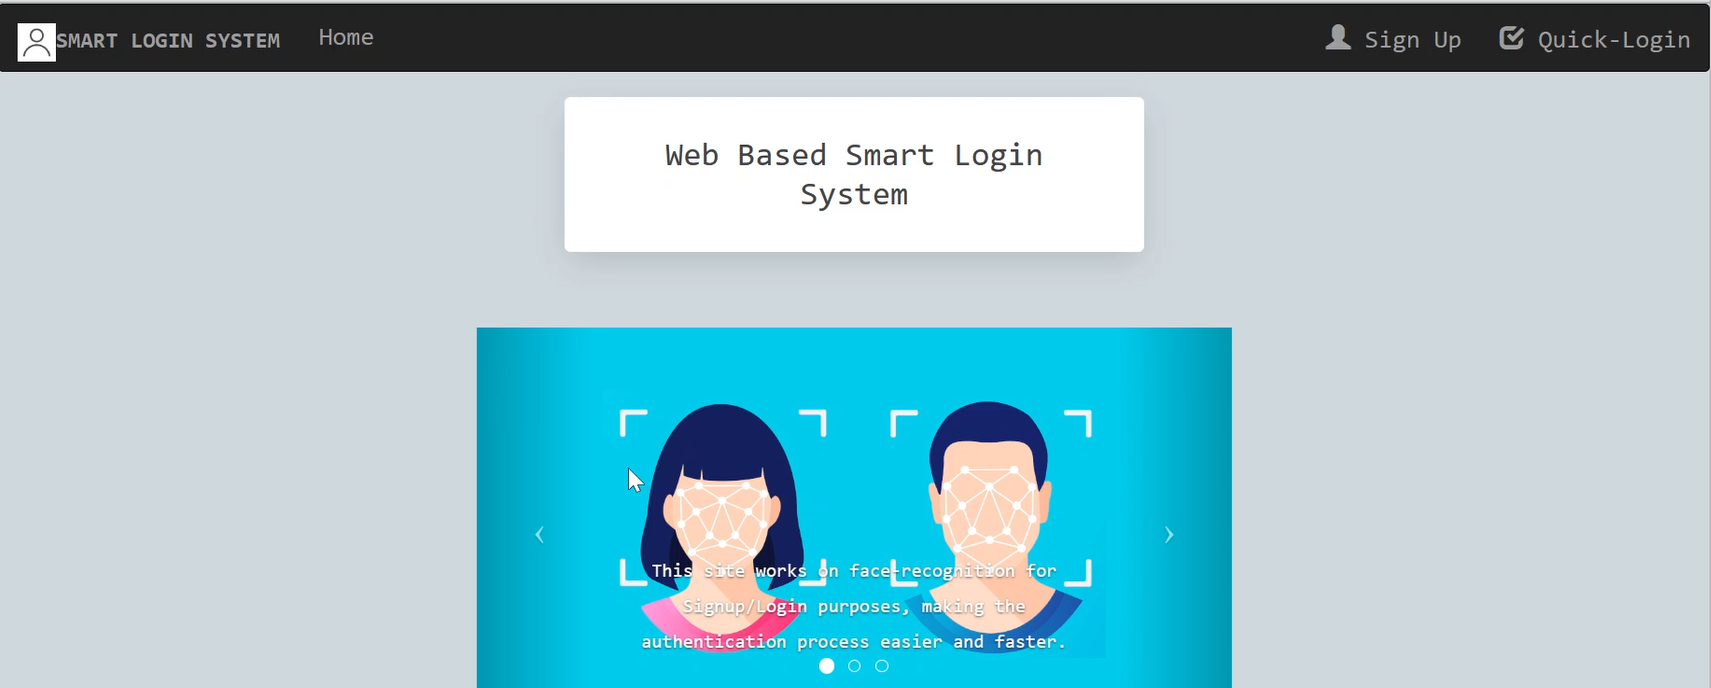 SMART LOGIN SYSTEM Home Sign Up Quick-Login
Web Based Smart Login
System
This site works on face-recognition for
Signup/Login purposes, making the
authentication process easier and faster.